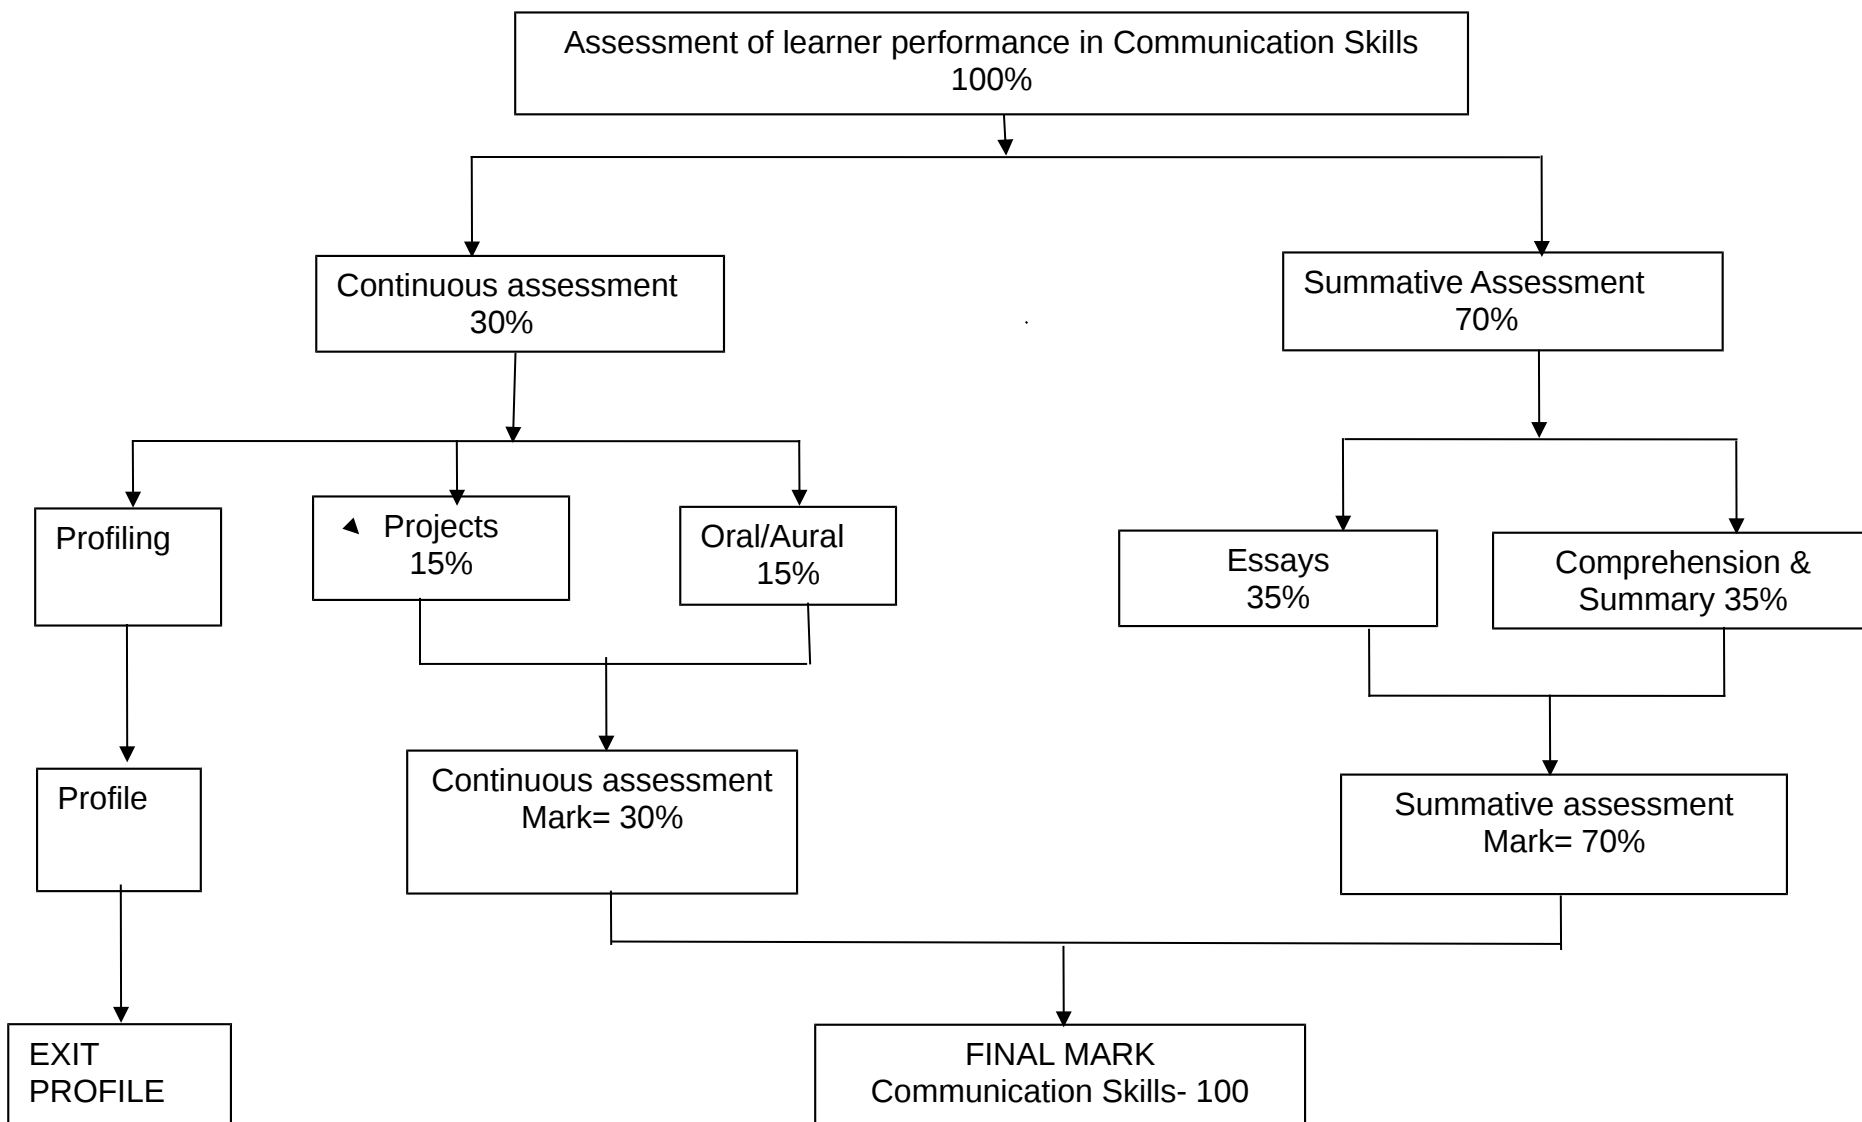 Assessment of learner performance in Communication Skills
100%
Continuous assessment
30%
Summative Assessment
70%
Profiling
Projects
15%
Oral/Aural
15%
Essays
35%
Comprehension &
Summary 35%
Profile
Continuous assessment
Mark= 30%
Summative assessment
Mark= 70%
EXIT
PROFILE
FINAL MARK
Communication Skills- 100